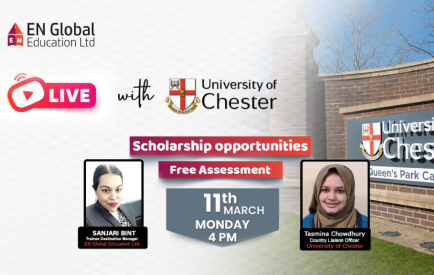 EN Global
Education Ltd
EN
LIVE
with
University of
Chester
Scholarship opportunities
Free Assessment
11th
MARCH
MONDAY
4 PM
SANJARI BINT
Trainee Destination Manager
EN Global Education Ltd.
Tasmina Chowdhury
Country Liaison Officer
University of Chester
Universi
Ches
Queen's Park Ca